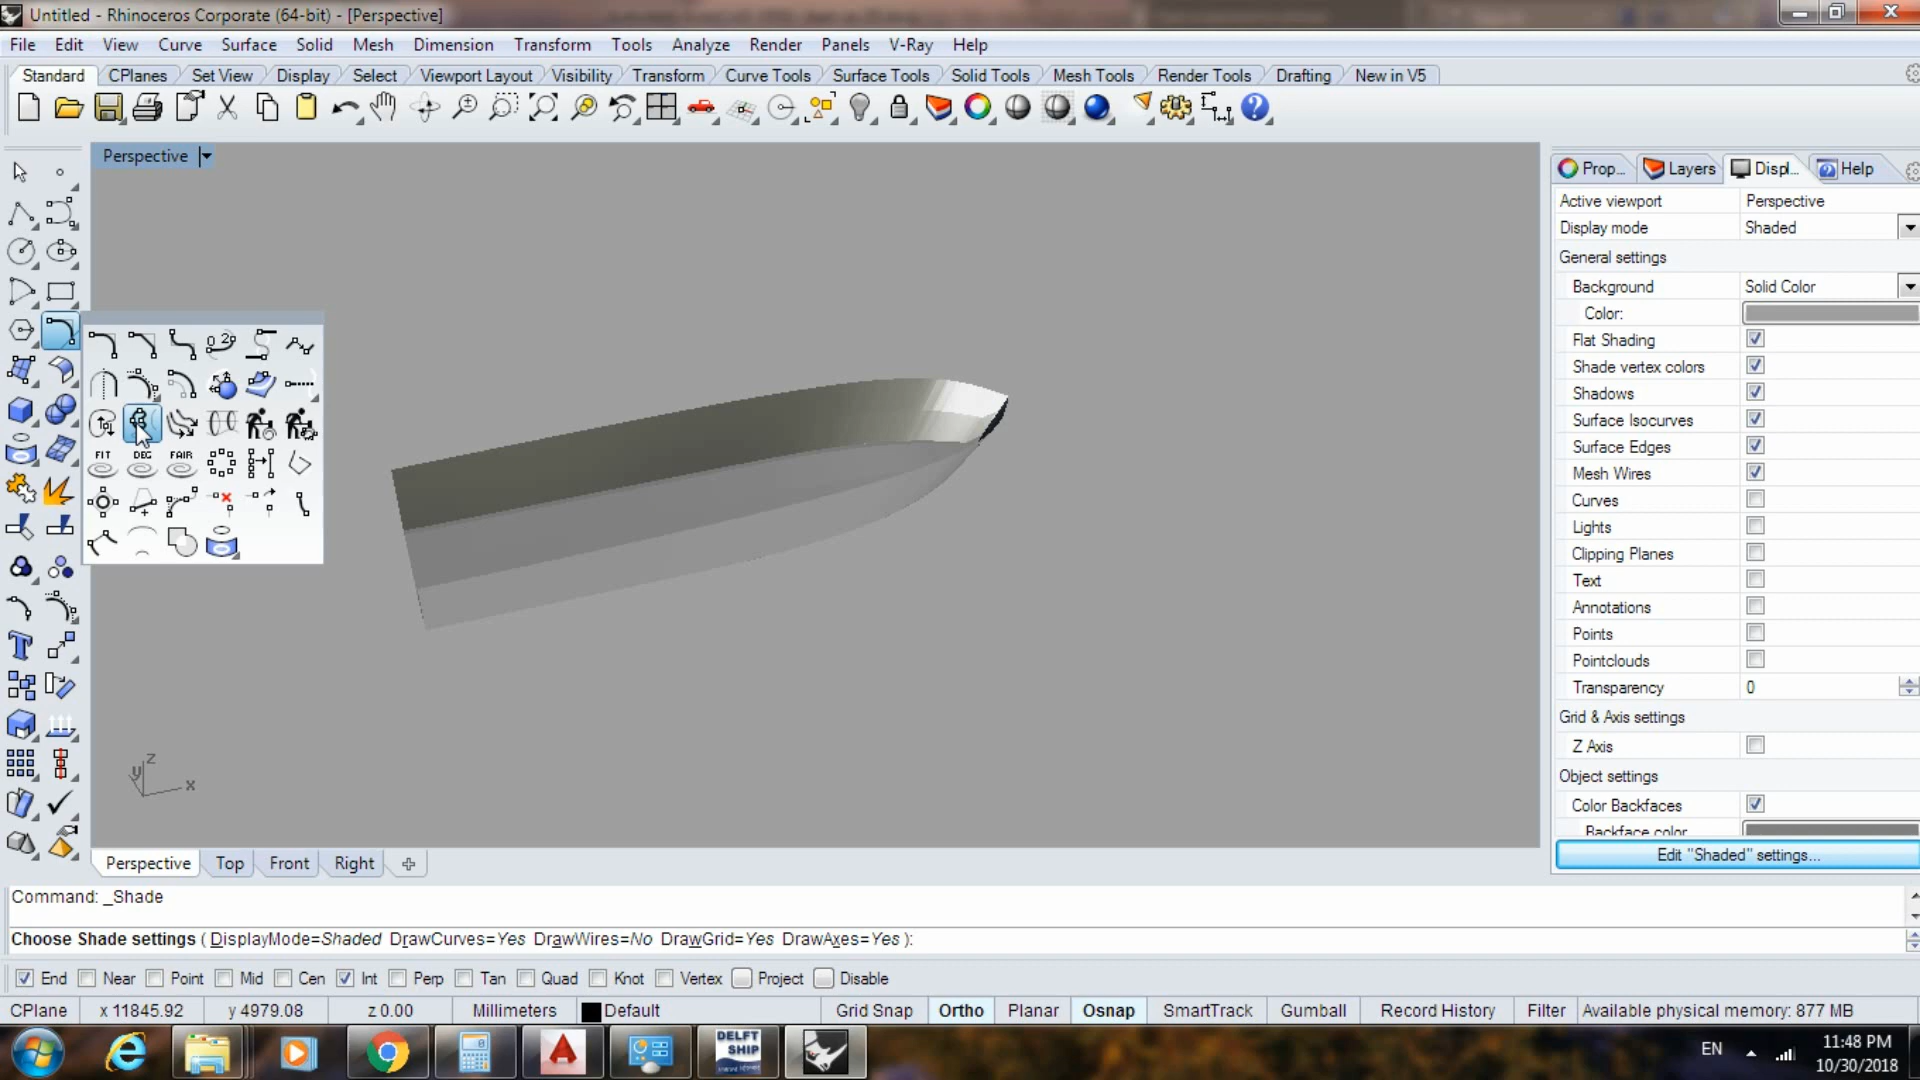 Untitled - Rhinoceros Corporate (64-bit) - [Perspective]
File Edit View Curve Surface Solid Mesh Dimension Transform Tools Analyze Render Panels V-Ray Help
Standard CPlanes Set View Display Select Viewport Layout Visibility Transform Curve Tools Surface Tools Solid Tools Mesh Tools Render Tools Drafting New in V5
Perspective
Prop... Layers Displ... Help
Active viewport Perspective
Display mode Shaded
General settings
Background Solid Color
Color:
Flat Shading
Shade vertex colors
Shadows
Surface Isocurves
Surface Edges
Mesh Wires
Curves
Lights
Clipping Planes
Text
Annotations
Points
Pointclouds
Transparency 0
Grid & Axis settings
Z Axis
Object settings
Color Backfaces
Backface color
Edit "Shaded" settings...
FIT DEG FAIR
z
y
x
Perspective Top Front Right
Command: _Shade
Choose Shade settings ( DisplayMode=Shaded DrawCurves=Yes DrawWires=No DrawGrid=Yes DrawAxes=Yes ):
End Near Point Mid Cen Int Perp Tan Quad Knot Vertex Project Disable
CPlane x 11845.92 y 4979.08 z 0.00 Millimeters Default Grid Snap Ortho Planar Osnap SmartTrack Gumball Record History Filter Available physical memory: 877 MB
DELFT
SHIP
EN
11:48 PM
10/30/2018